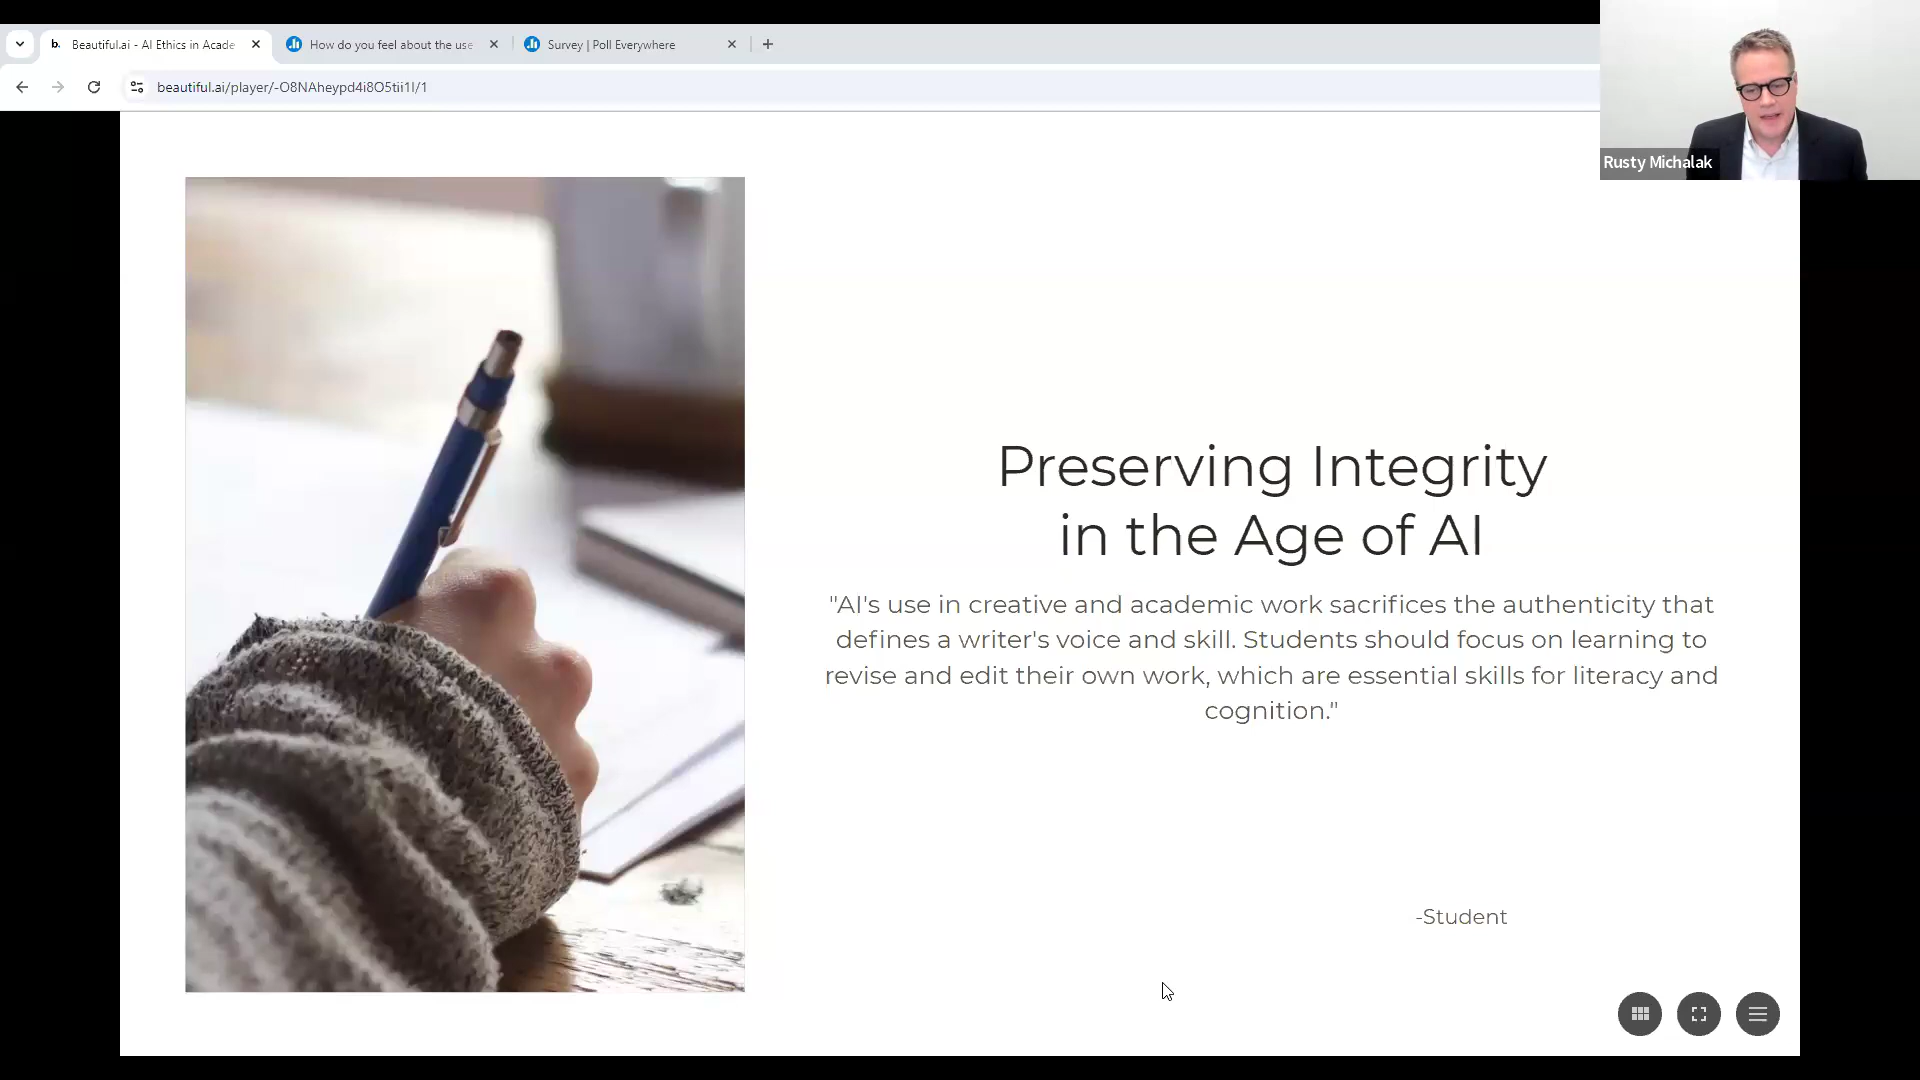 b. Beautiful.ai - AI Ethics in Acade
How do you feel about the use
Survey | Poll Everywhere
beautiful.ai/player/-O8NAheypd4i8O5tii1I/1
Rusty Michalak
Preserving Integrity
in the Age of AI
"AI's use in creative and academic work sacrifices the authenticity that
defines a writer's voice and skill. Students should focus on learning to
revise and edit their own work, which are essential skills for literacy and
cognition."
-Student